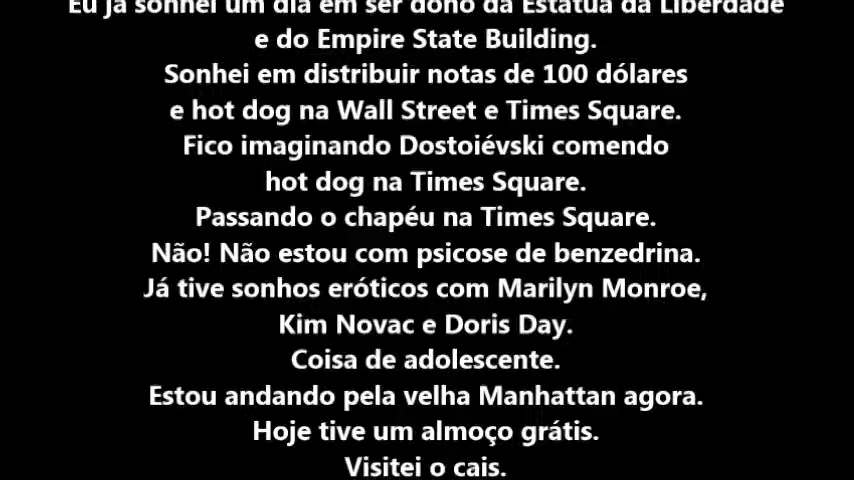 Eu já sonhei um dia em ser dono da Estátua da Liberdade
e do Empire State Building.
Sonhei em distribuir notas de 100 dólares
e hot dog na Wall Street e Times Square.
Fico imaginando Dostoiévski comendo
hot dog na Times Square.
Passando o chapéu na Times Square.
Não! Não estou com psicose de benzedrina.
Já tive sonhos eróticos com Marilyn Monroe,
Kim Novac e Doris Day.
Coisa de adolescente.
Estou andando pela velha Manhattan agora.
Hoje tive um almoço grátis.
Visitei o cais.